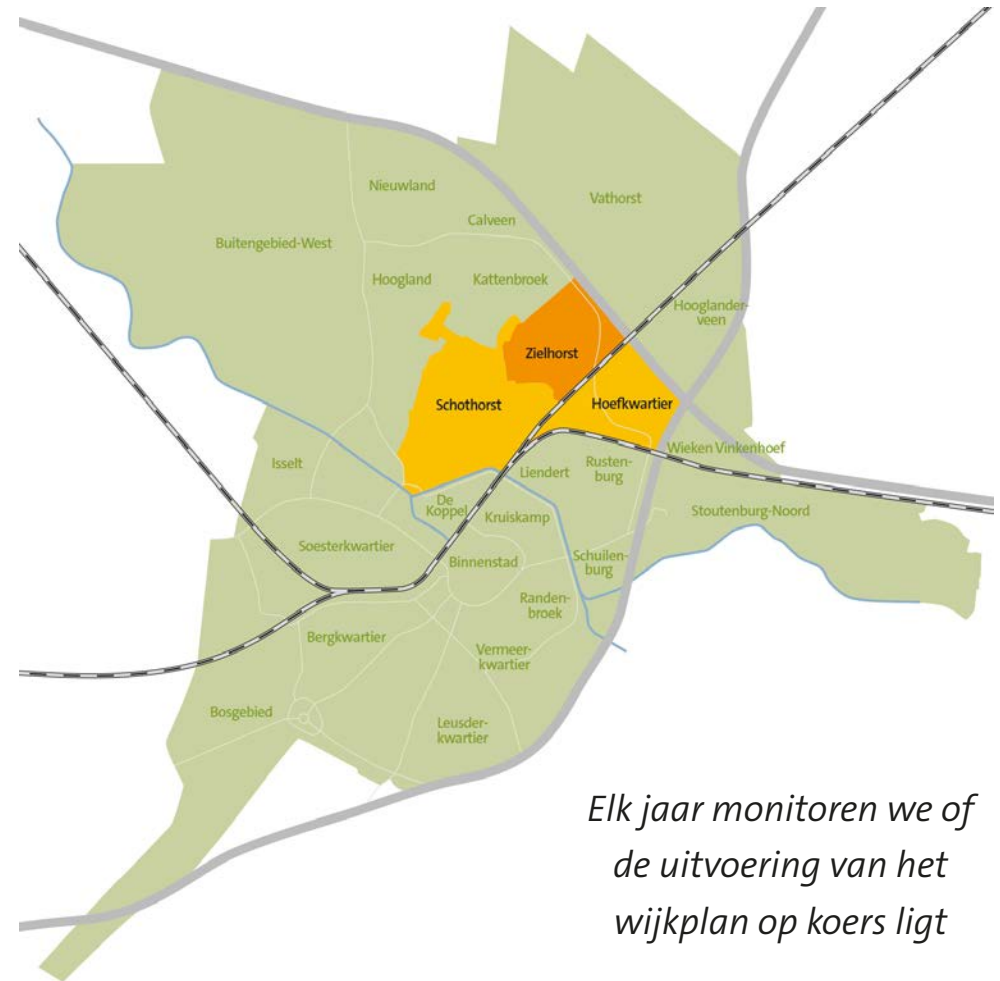 Nieuwland
Vathorst
Calveen
Buitengebied-West
Hoogland
Kattenbroek
Hooglander-
veen
Zielhorst
Schothorst
Hoefkwartier
Wieken Vinkenhoef
Isselt
Liendert
Rusten-
burg
De
Koppel
Kruiskamp
Stoutenburg-Noord
Soesterkwartier
Binnenstad
Schuilen-
burg
Randen-
broek
Bergkwartier
Vermeer-
kwartier
Bosgebied
Leusder-
kwartier
Elk jaar monitoren we of
de uitvoering van het
wijkplan op koers ligt